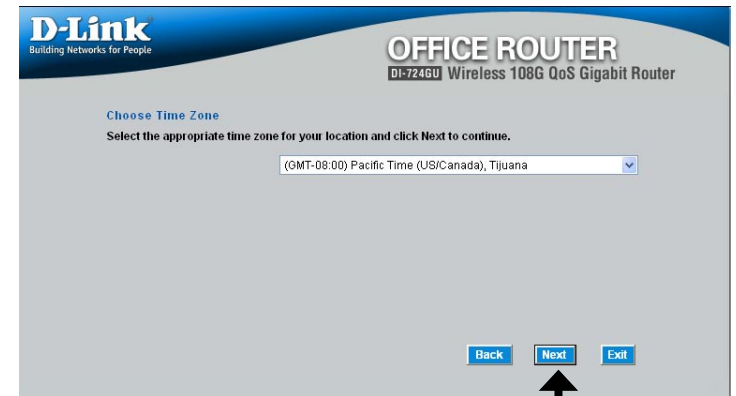 D-Link
Building Networks for People
OFFICE ROUTER
DI-724GU Wireless 108G QoS Gigabit Router
Choose Time Zone
Select the appropriate time zone for your location and click Next to continue.
(GMT-08:00) Pacific Time (US/Canada), Tijuana
Back Next Exit